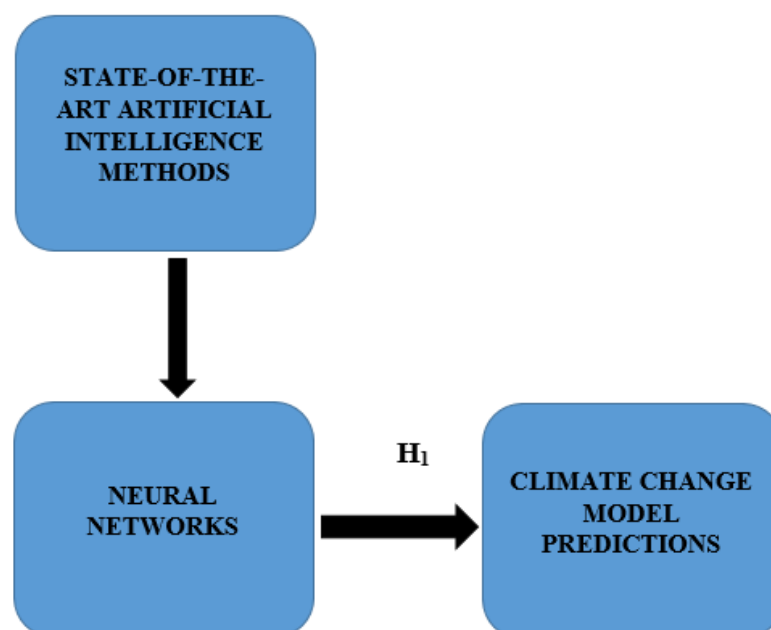 STATE-OF-THE-
ART ARTIFICIAL
INTELLIGENCE
METHODS
NEURAL
NETWORKS
H₁
CLIMATE CHANGE
MODEL
PREDICTIONS